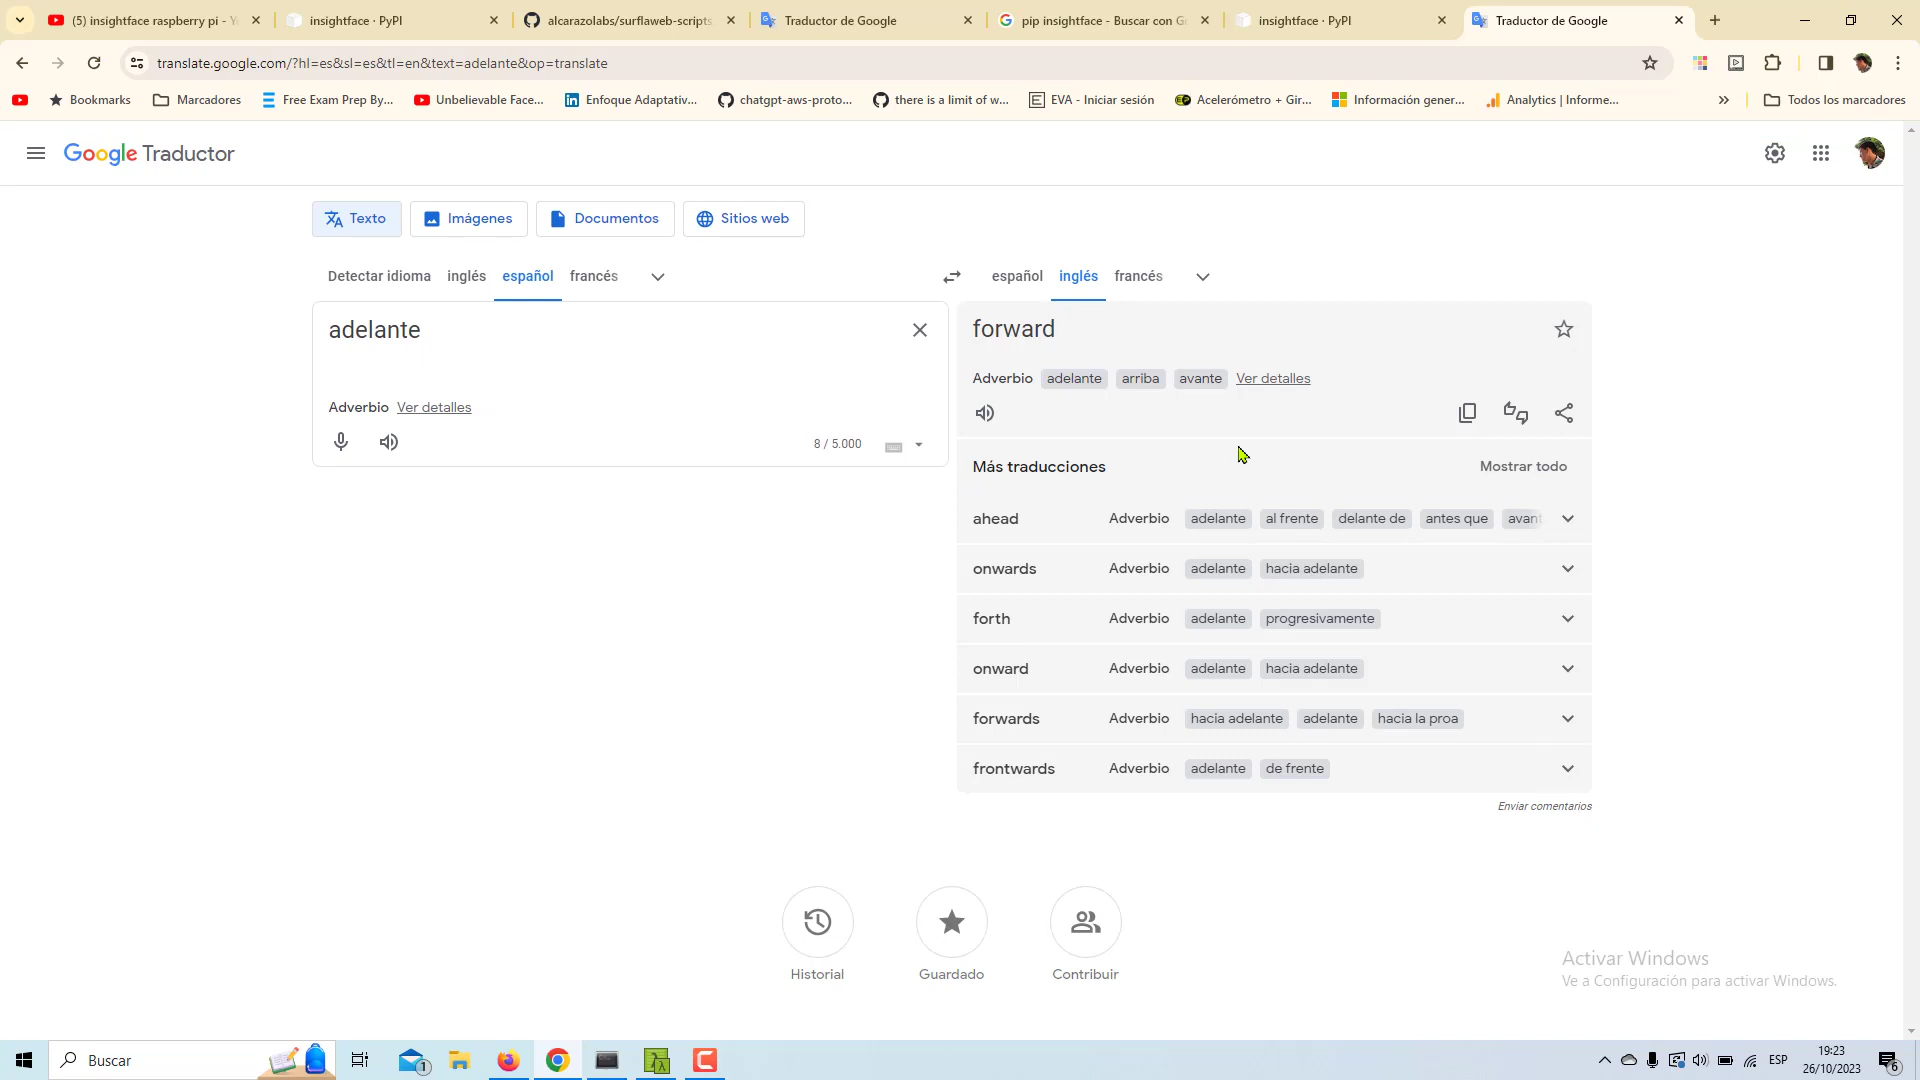 (5) insightface raspberry pi - Y
insightface · PyPI
alcarazolabs/surflaweb-scripts
Traductor de Google
pip insightface - Buscar con G
insightface · PyPI
Traductor de Google
translate.google.com/?hl=es&sl=es&tl=en&text=adelante&op=translate
Bookmarks
Marcadores
Free Exam Prep By...
Unbelievable Face...
Enfoque Adaptativ...
chatgpt-aws-proto...
there is a limit of w...
EVA - Iniciar sesión
Acelerómetro + Gir...
Información gener...
Analytics | Informe...
Todos los marcadores
Google Traductor
Texto
Imágenes
Documentos
Sitios web
Detectar idioma inglés español francés
español inglés francés
adelante
Adverbio Ver detalles
8 / 5.000
forward
Adverbio adelante arriba avante Ver detalles
Más traducciones
Mostrar todo
ahead Adverbio adelante al frente delante de antes que avant
onwards Adverbio adelante hacia adelante
forth Adverbio adelante progresivamente
onward Adverbio adelante hacia adelante
forwards Adverbio hacia adelante adelante hacia la proa
frontwards Adverbio adelante de frente
Enviar comentarios
Historial
Guardado
Contribuir
Activar Windows
Ve a Configuración para activar Windows.
Buscar
1
ESP
19:23
26/10/2023
6